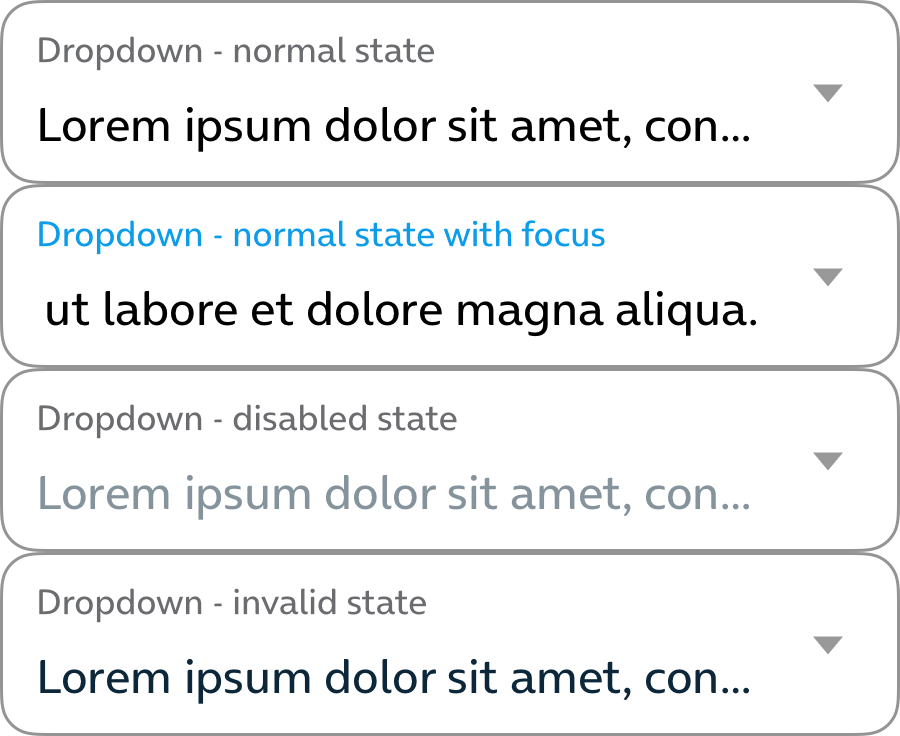 Dropdown - normal state
Lorem ipsum dolor sit amet, con...
Dropdown - normal state with focus
ut labore et dolore magna aliqua.
Dropdown - disabled state
Lorem ipsum dolor sit amet, con...
Dropdown - invalid state
Lorem ipsum dolor sit amet, con...